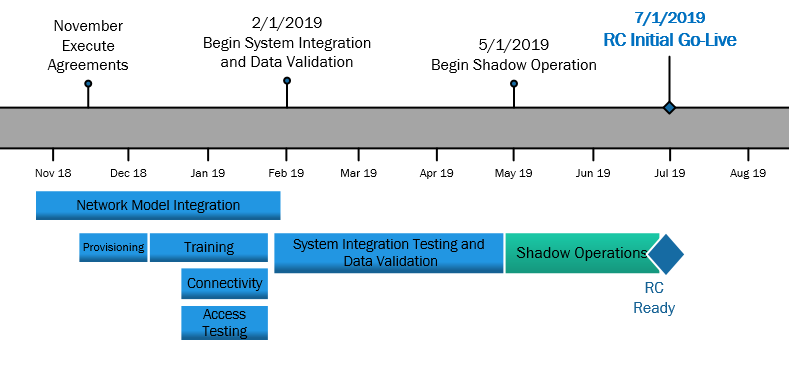 November
Execute
Agreements
2/1/2019
Begin System Integration
and Data Validation
5/1/2019
Begin Shadow Operation
7/1/2019
RC Initial Go-Live
Nov 18
Dec 18
Jan 19
Feb 19
Mar 19
Apr 19
May 19
Jun 19
Jul 19
Aug 19
Network Model Integration
Provisioning
Training
System Integration Testing and
Data Validation
Shadow Operations
Connectivity
Access
Testing
RC
Ready